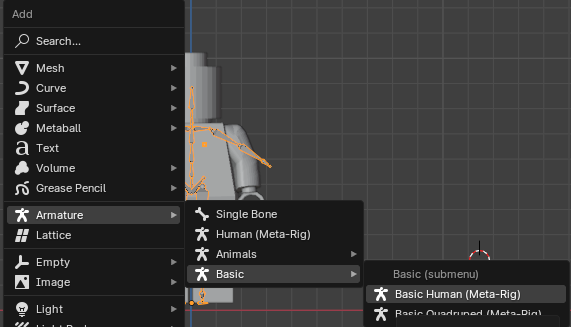 Add
Search...
Mesh
Curve
Surface
Metaball
Text
Volume
Grease Pencil
Armature
Lattice
Empty
Image
Light
Single Bone
Human (Meta-Rig)
Animals
Basic
Basic (submenu)
Basic Human (Meta-Rig)
Basic Quadruped (Meta-Rig)